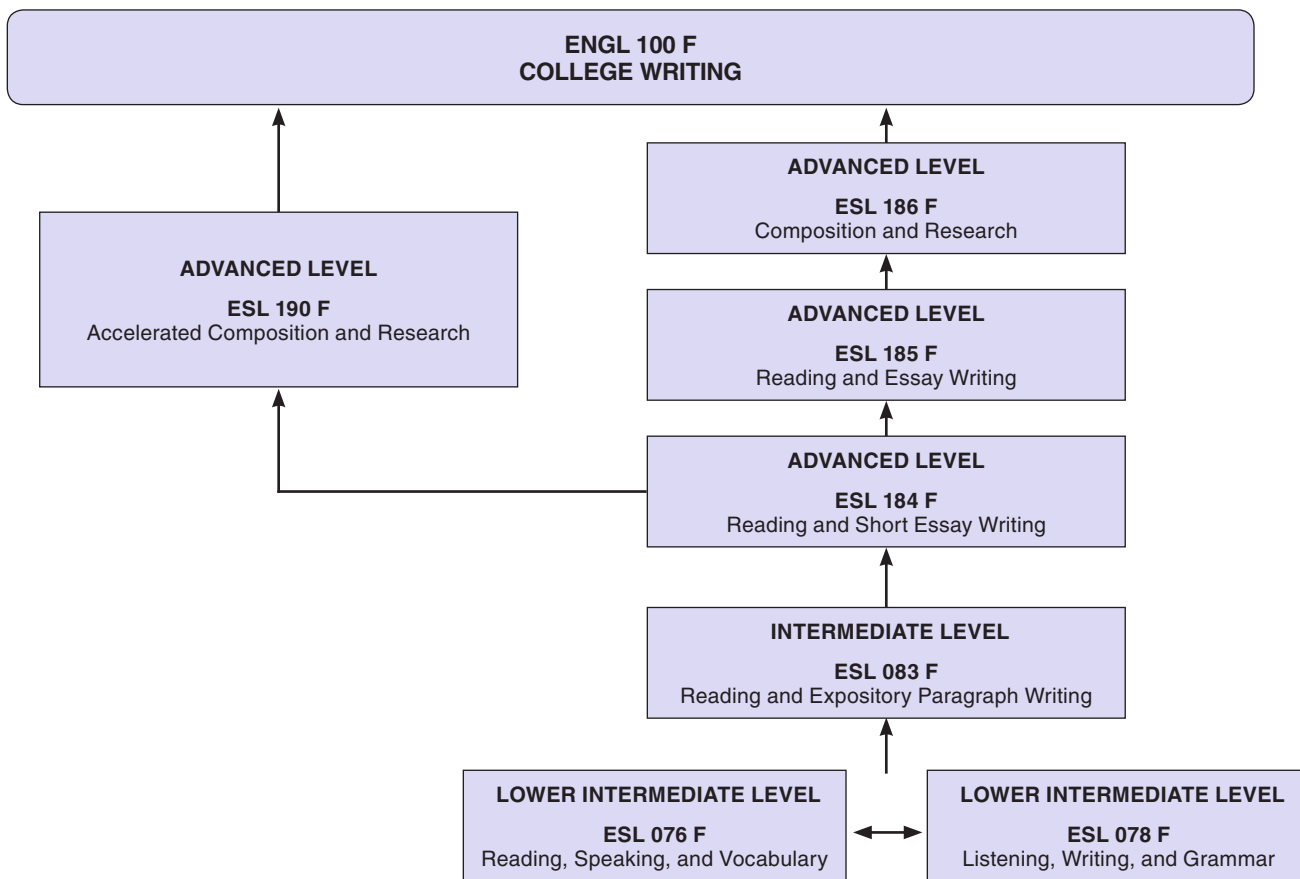 ENGL 100 F
COLLEGE WRITING
ADVANCED LEVEL
ESL 186 F
Composition and Research
ADVANCED LEVEL
ESL 190 F
Accelerated Composition and Research
ADVANCED LEVEL
ESL 185 F
Reading and Essay Writing
ADVANCED LEVEL
ESL 184 F
Reading and Short Essay Writing
INTERMEDIATE LEVEL
ESL 083 F
Reading and Expository Paragraph Writing
LOWER INTERMEDIATE LEVEL
ESL 076 F
Reading, Speaking, and Vocabulary
LOWER INTERMEDIATE LEVEL
ESL 078 F
Listening, Writing, and Grammar